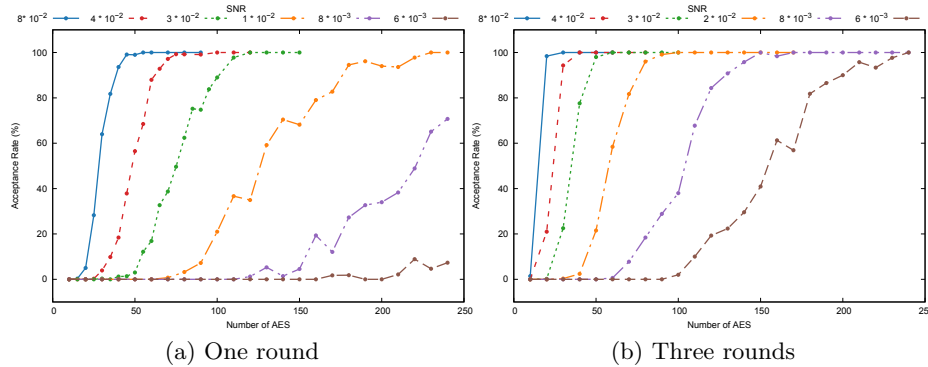 SNR
8* 10⁻² 4 * 10⁻² 3 * 10⁻² 1 * 10⁻² 8 * 10⁻³ 6 * 10⁻³
100
80
60
40
20
0
Acceptance Rate (%)
0 50 100 150 200 250
Number of AES
(a) One round
SNR
8* 10⁻² 4 * 10⁻² 3 * 10⁻² 2 * 10⁻² 8 * 10⁻³ 6 * 10⁻³
100
80
60
40
20
0
Acceptance Rate (%)
0 50 100 150 200 250
Number of AES
(b) Three rounds